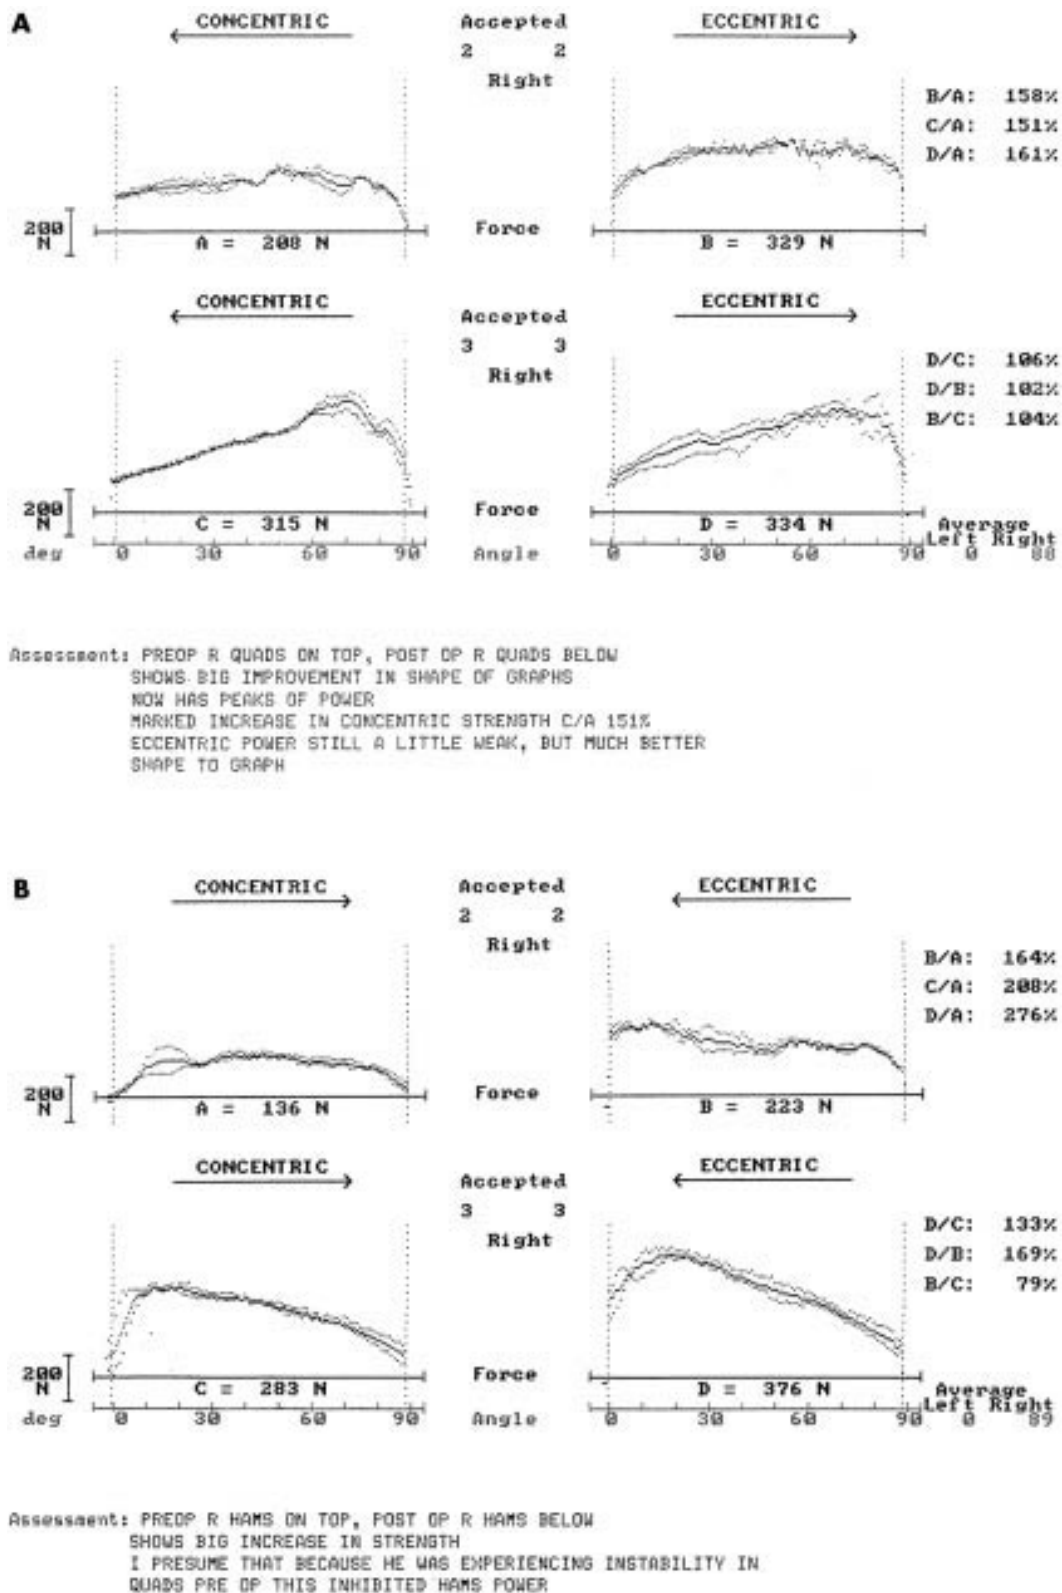 A
CONCENTRIC Accepted ECCENTRIC
2 2
Right
B/A: 158%
C/A: 151%
D/A: 161%
200 N
A = 208 N Force B = 329 N
CONCENTRIC Accepted ECCENTRIC
3 3
Right
D/C: 106%
D/B: 102%
B/C: 104%
200 N
C = 315 N Force D = 334 N
Average
Left Right
deg 0 30 60 90 Angle 0 30 60 90 0 88
Assessment: PREOP R QUADS ON TOP, POST OP R QUADS BELOW
SHOWS BIG IMPROVEMENT IN SHAPE OF GRAPHS
NOW HAS PEAKS OF POWER
MARKED INCREASE IN CONCENTRIC STRENGTH C/A 151%
ECCENTRIC POWER STILL A LITTLE WEAK, BUT MUCH BETTER
SHAPE TO GRAPH
B
CONCENTRIC Accepted ECCENTRIC
2 2
Right
B/A: 164%
C/A: 208%
D/A: 276%
200 N
A = 136 N Force B = 223 N
CONCENTRIC Accepted ECCENTRIC
3 3
Right
D/C: 133%
D/B: 169%
B/C: 79%
200 N
C = 283 N Force D = 376 N
Average
Left Right
deg 0 30 60 90 Angle 0 30 60 90 0 89
Assessment: PREOP R HAMS ON TOP, POST OP R HAMS BELOW
SHOWS BIG INCREASE IN STRENGTH
I PRESUME THAT BECAUSE HE WAS EXPERIENCING INSTABILITY IN
QUADS PRE OP THIS INHIBITED HAMS POWER